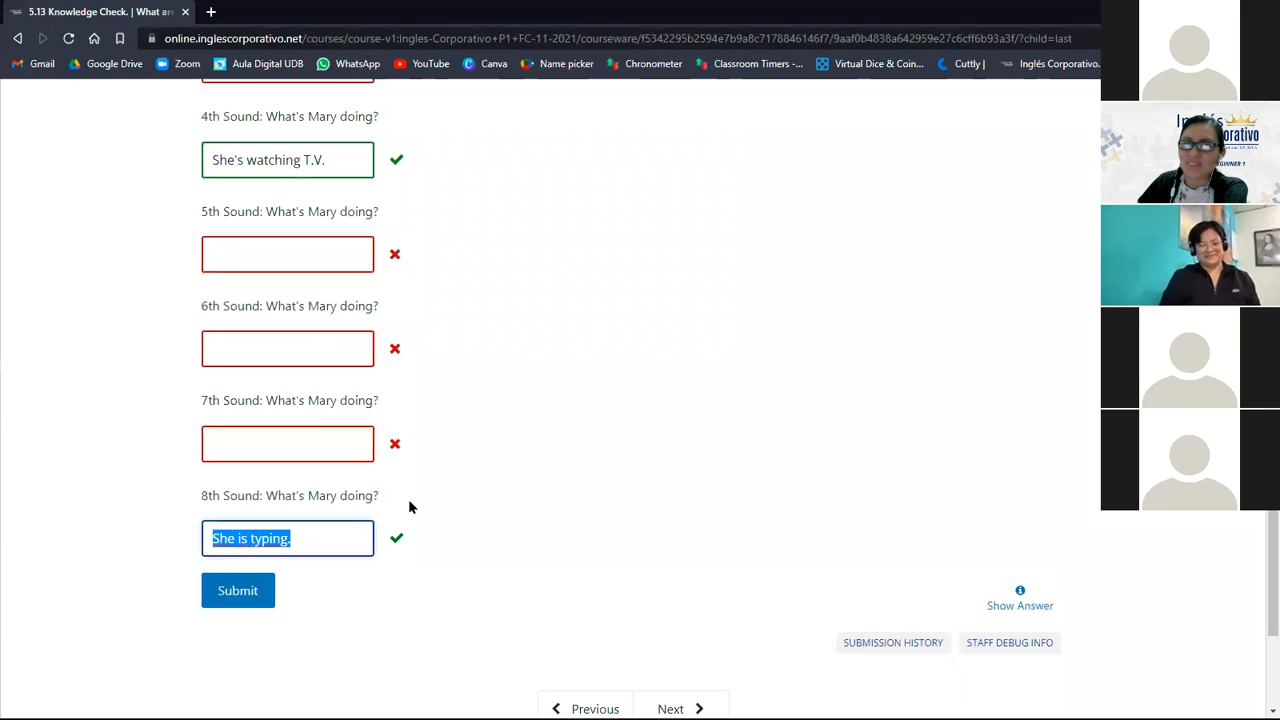 5.13 Knowledge Check. | What are
online.inglescorporativo.net/courses/course-v1:Ingles-Corporativo+P1+FC-11-2021/courseware/f5342295b2594e7b9a8c7178846146f7/9aaf0b4838a642959e27c6cff6b93a3f/?child=last
Gmail Google Drive Zoom Aula Digital UDB WhatsApp YouTube Canva Name picker Chronometer Classroom Timers -... Virtual Dice & Coin... Cuttly | Inglés Corporativo.
4th Sound: What's Mary doing?
She's watching T.V.
5th Sound: What's Mary doing?
6th Sound: What's Mary doing?
7th Sound: What's Mary doing?
8th Sound: What's Mary doing?
She is typing.
Submit
Show Answer
SUBMISSION HISTORY STAFF DEBUG INFO
Previous Next